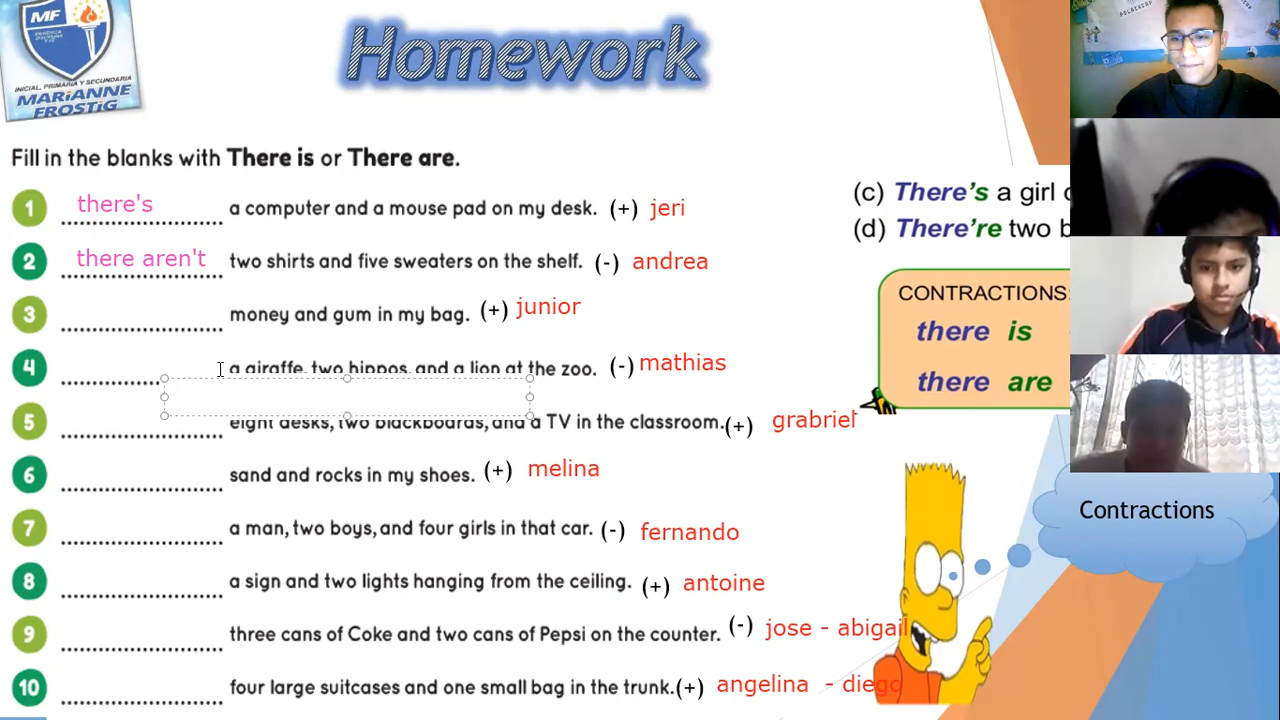 MF
EXCELENCIA
DISCIPLINA
Y FE
INICIAL, PRIMARIA Y SECUNDARIA
MARIANNE
FROSTIG
Homework
Fill in the blanks with There is or There are.
1 there's a computer and a mouse pad on my desk. (+) jeri
2 there aren't two shirts and five sweaters on the shelf. (-) andrea
3 money and gum in my bag. (+) junior
4 a giraffe, two hippos, and a lion at the zoo. (-) mathias
5 eight desks, two blackboards, and a TV in the classroom. (+) grabriel
6 sand and rocks in my shoes. (+) melina
7 a man, two boys, and four girls in that car. (-) fernando
8 a sign and two lights hanging from the ceiling. (+) antoine
9 three cans of Coke and two cans of Pepsi on the counter. (-) jose - abigail
10 four large suitcases and one small bag in the trunk. (+) angelina - diego
(c) There's a girl
(d) There're two
CONTRACTIONS
there is
there are
Contractions